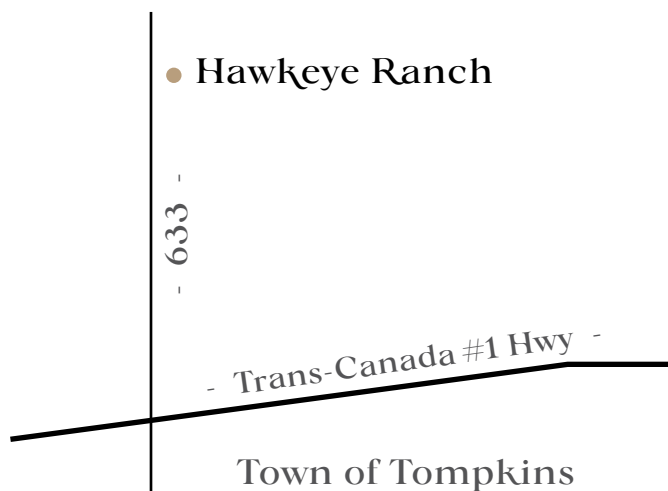 Hawkeye Ranch
- 633 -
- Trans-Canada #1 Hwy -
Town of Tompkins